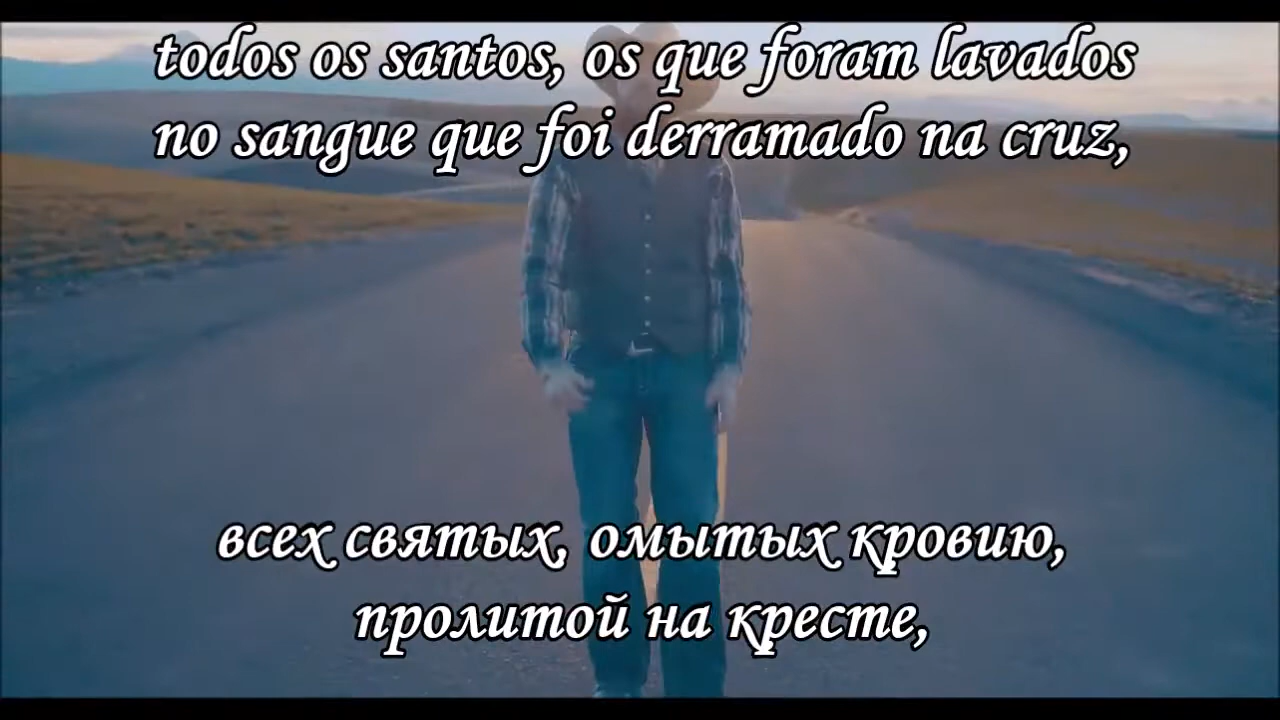 todos os santos, os que foram lavados
no sangue que foi derramado na cruz,
всех святых, омытых кровию,
пролитой на кресте,